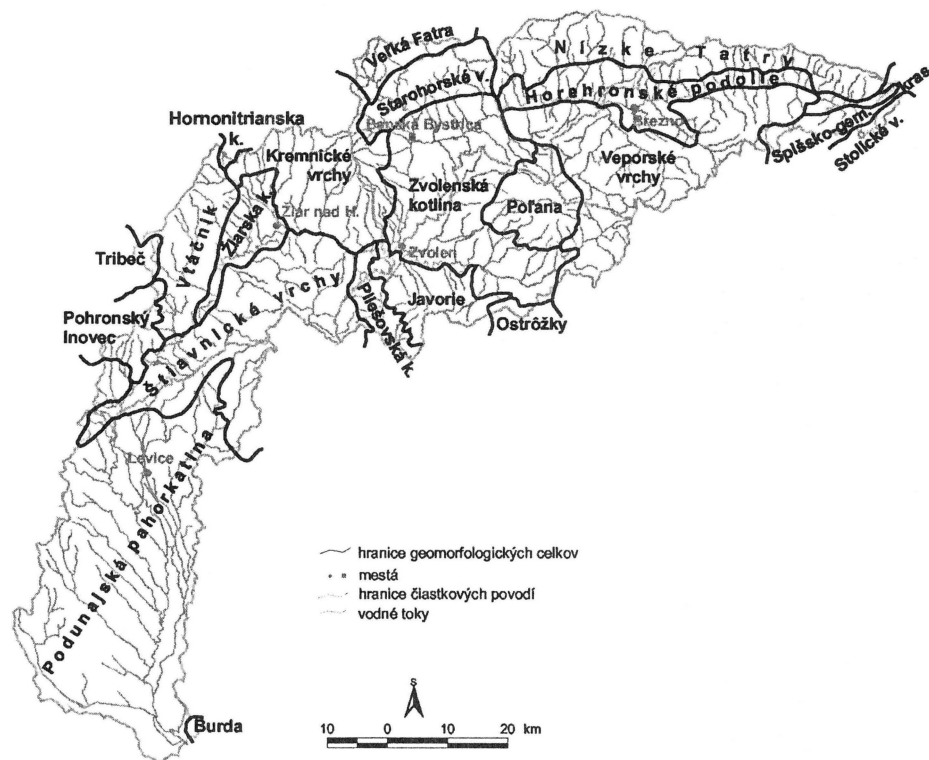 Veľká Fatra
Nízke Tatry
Starohorské v.
Horehronské podolie
Spišsko-gem. kras
Stolické v.
Banská Bystrica
Brezno
Hornonitrianska
k.
Kremnické
vrchy
Veporské
vrchy
Zvolenská
kotlina
Poľana
Žiarska k.
Žiar nad H.
Vtáčnik
Tribeč
Zvolen
Pohronský
Inovec
Štiavnické vrchy
Pliešovská k.
Javorie
Ostrôžky
Levice
Podunajská pahorkatina
Burda
hranice geomorfologických celkov
mestá
hranice čiastkových povodí
vodné toky
S
10 0 10 20 km